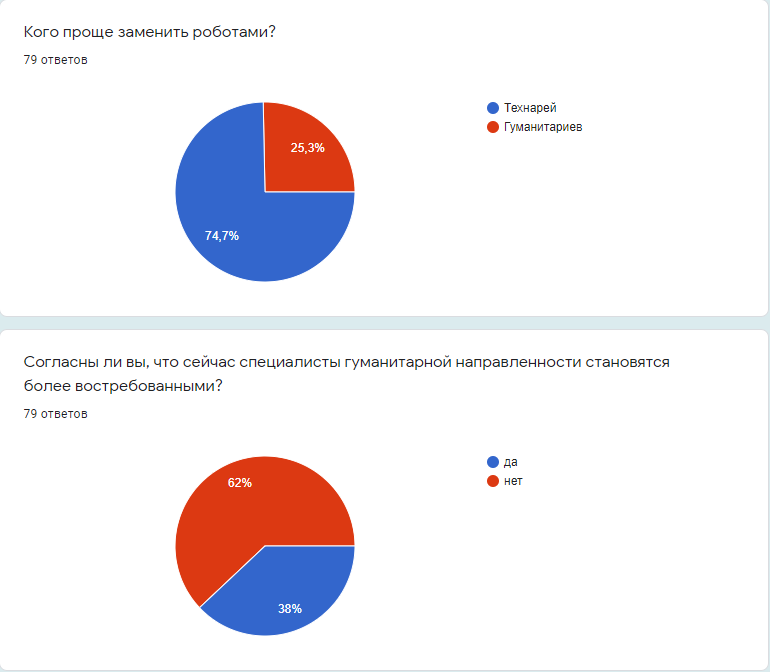 Кого проще заменить роботами?
79 ответов
Технарей
Гуманитариев
25,3%
74,7%
Согласны ли вы, что сейчас специалисты гуманитарной направленности становятся
более востребованными?
79 ответов
да
нет
62%
38%